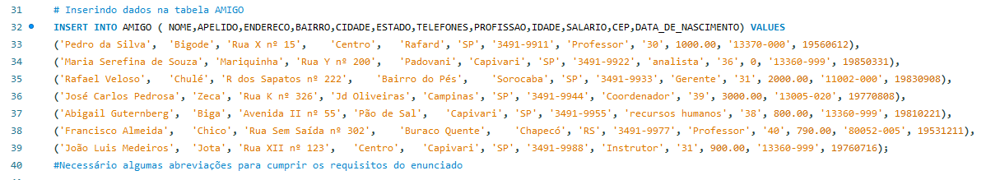 31 # Inserindo dados na tabela AMIGO
32 INSERT INTO AMIGO ( NOME,APELIDO,ENDERECO,BAIRRO,CIDADE,ESTADO,TELEFONES,PROFISSAO,IDADE,SALARIO,CEP,DATA_DE_NASCIMENTO) VALUES
33 ('Pedro da Silva', 'Bigode', 'Rua X nº 15', 'Centro', 'Rafard', 'SP', '3491-9911', 'Professor', '30', 1000.00, '13370-000', 19560612),
34 ('Maria Serefina de Souza', 'Mariquinha', 'Rua Y nº 200', 'Padovani', 'Capivari', 'SP', '3491-9922', 'analista', '36', 0, '13360-999', 19850331),
35 ('Rafael Veloso', 'Chulé', 'R dos Sapatos nº 222', 'Bairro do Pés', 'Sorocaba', 'SP', '3491-9933', 'Gerente', '31', 2000.00, '11002-000', 19830908),
36 ('José Carlos Pedrosa', 'Zeca', 'Rua K nº 326', 'Jd Oliveiras', 'Campinas', 'SP', '3491-9944', 'Coordenador', '39', 3000.00, '13005-020', 19770808),
37 ('Abigail Guternberg', 'Biga', 'Avenida II nº 55', 'Pão de Sal', 'Capivari', 'SP', '3491-9955', 'recursos humanos', '38', 800.00, '13360-999', 19810221),
38 ('Francisco Almeida', 'Chico', 'Rua Sem Saída nº 302', 'Buraco Quente', 'Chapecó', 'RS', '3491-9977', 'Professor', '40', 790.00, '80052-005', 19531211),
39 ('João Luis Medeiros', 'Jota', 'Rua XII nº 123', 'Centro', 'Capivari', 'SP', '3491-9988', 'Instrutor', '31', 900.00, '13360-999', 19760716);
40 #Necessário algumas abreviações para cumprir os requisitos do enunciado